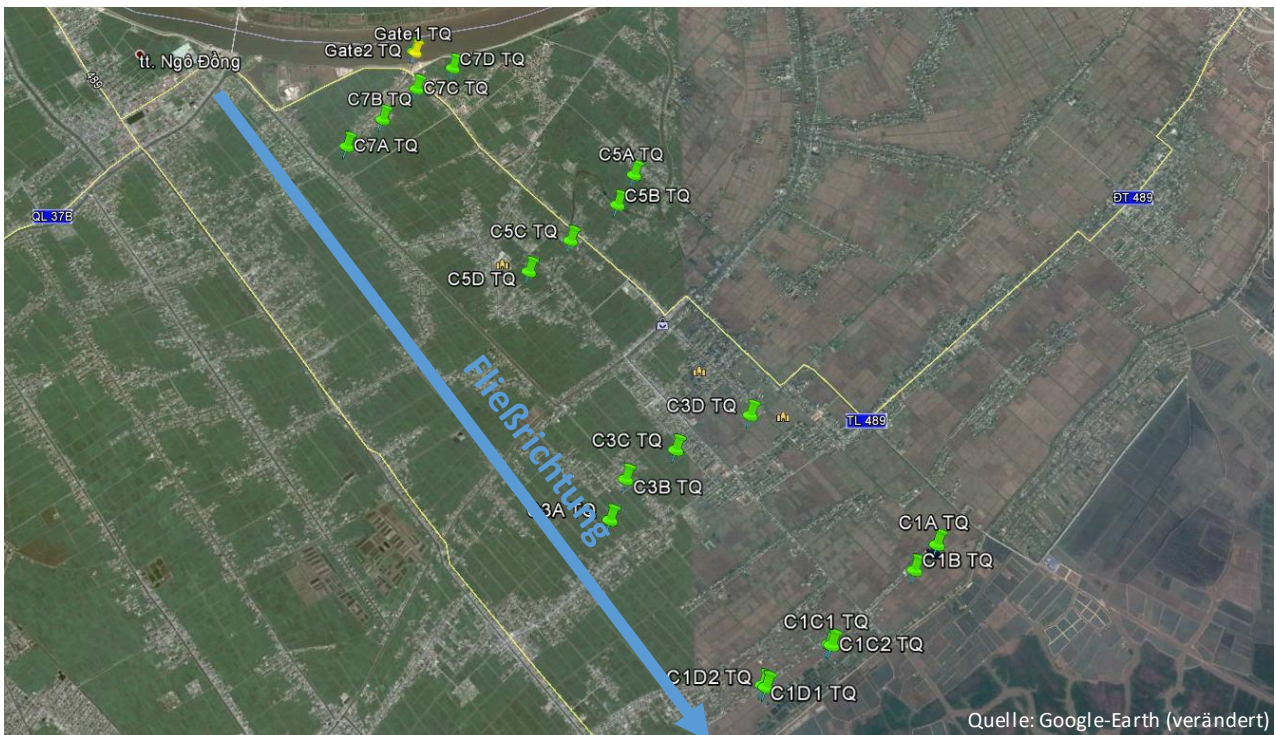 Gate1 TQ
Gate2 TQ
tt. Ngô Đồng
C7D TQ
489
C7C TQ
C7B TQ
C7A TQ
C5A TQ
C5B TQ
ĐT 489
QL 37B
C5C TQ
C5D TQ
Fließrichtung
C3D TQ
TL 489
C3C TQ
C3B TQ
C3A TQ
C1A TQ
C1B TQ
C1C1 TQ
C1C2 TQ
C1D2 TQ
C1D1 TQ
Quelle: Google-Earth (verändert)